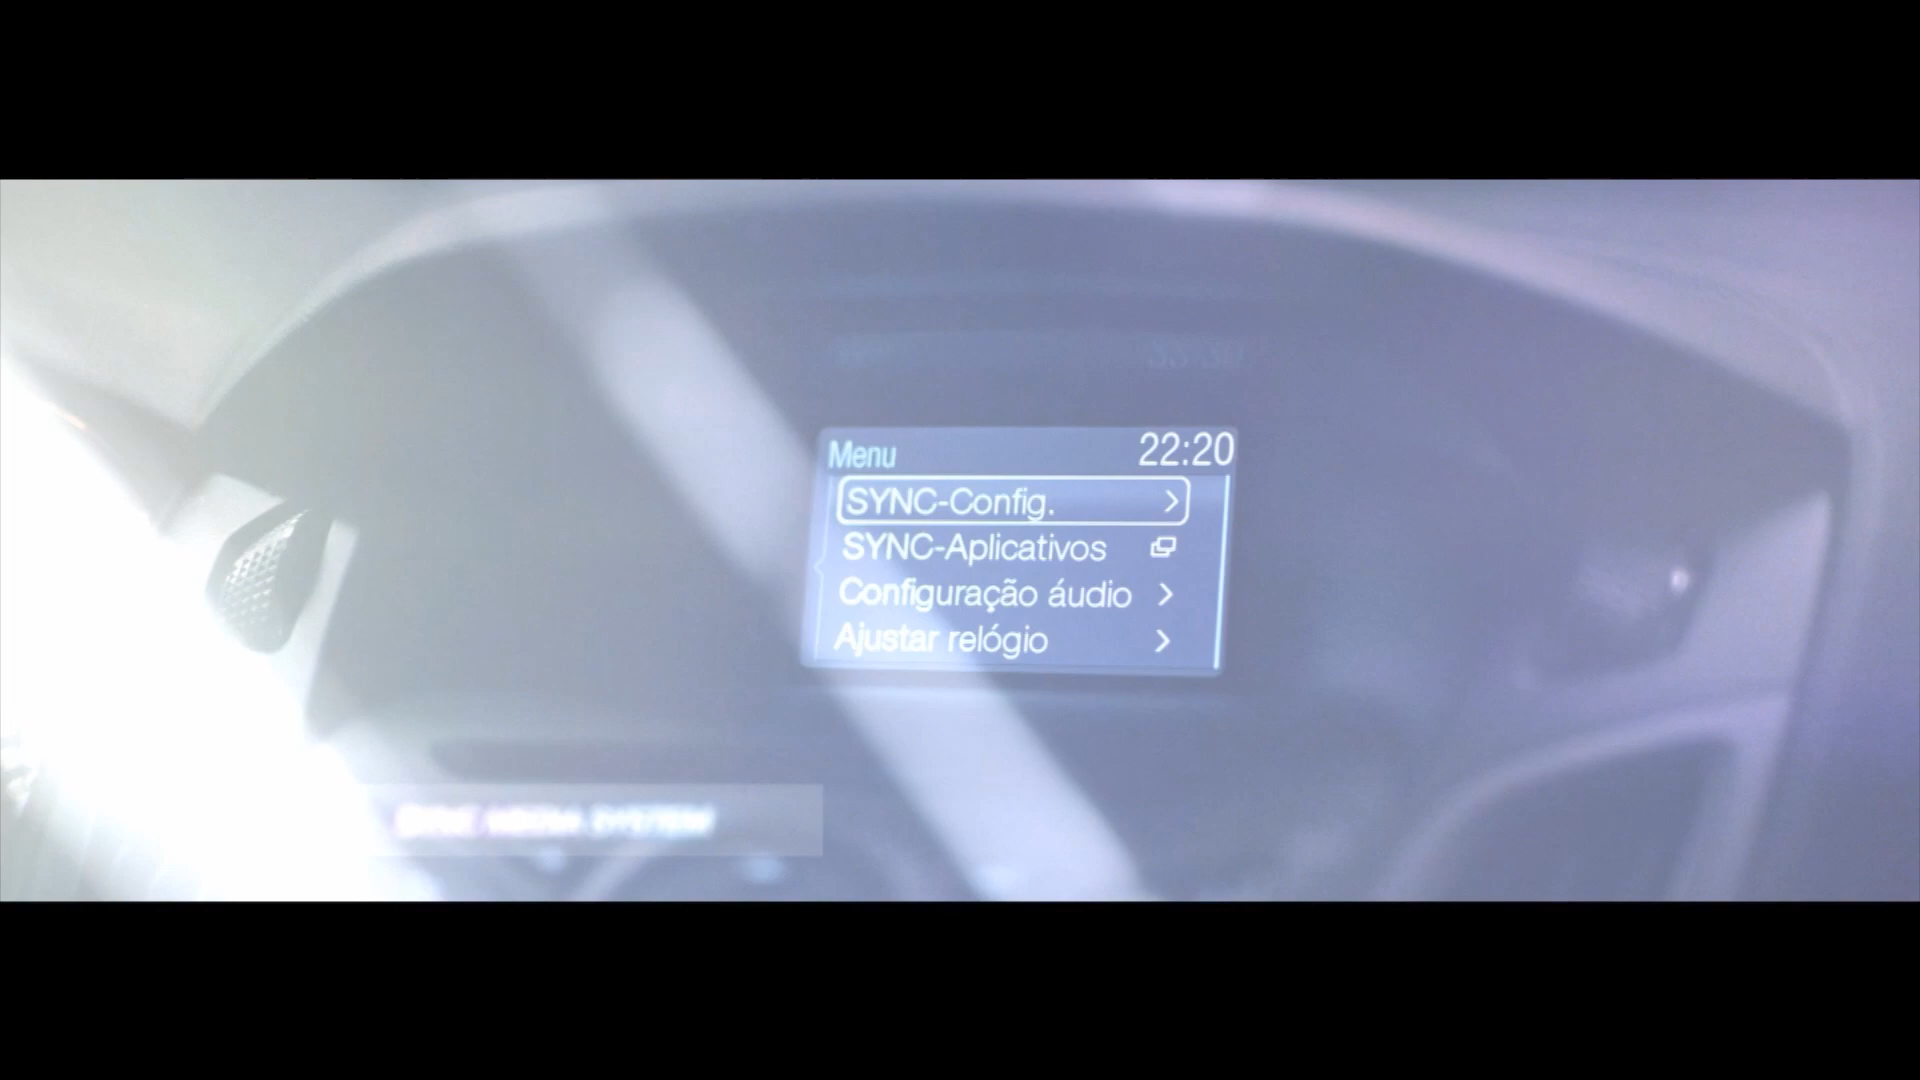 Menu 22:20
SYNC-Config.
SYNC-Aplicativos
Configuração áudio
Ajustar relógio